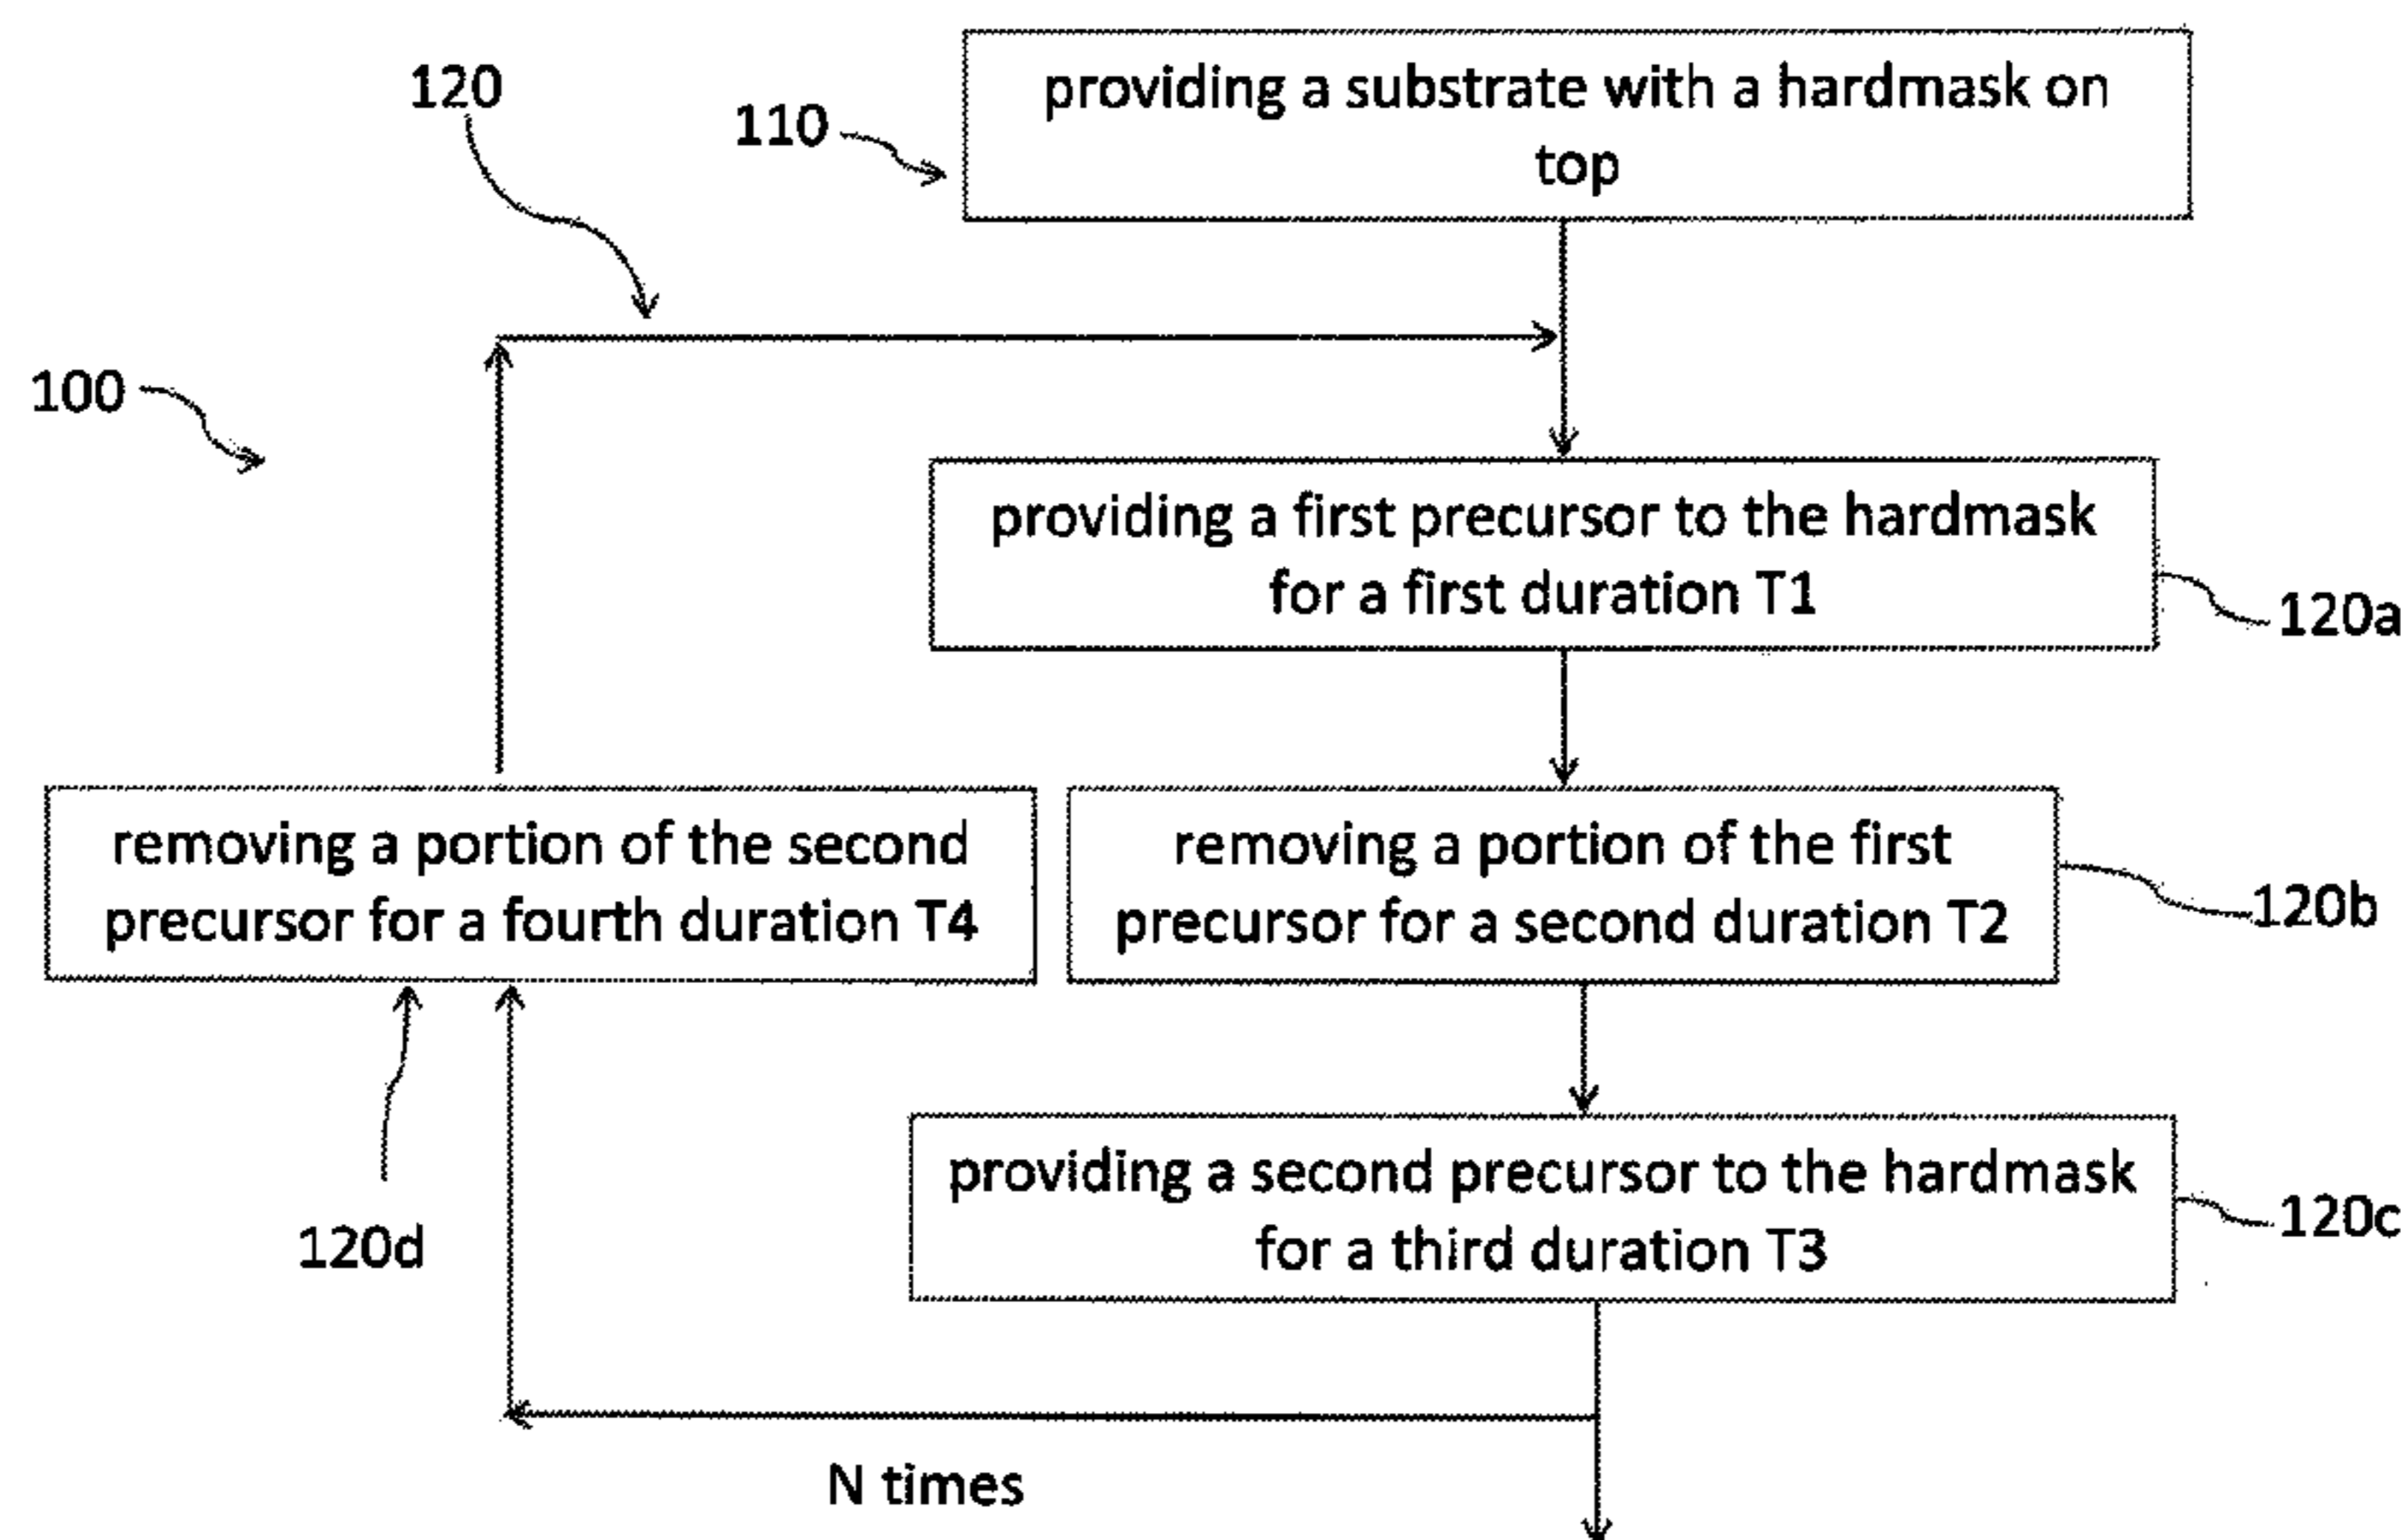 120
110
providing a substrate with a hardmask on
top
100
providing a first precursor to the hardmask
for a first duration T1
120a
removing a portion of the second
precursor for a fourth duration T4
removing a portion of the first
precursor for a second duration T2
120b
providing a second precursor to the hardmask
for a third duration T3
120c
120d
N times